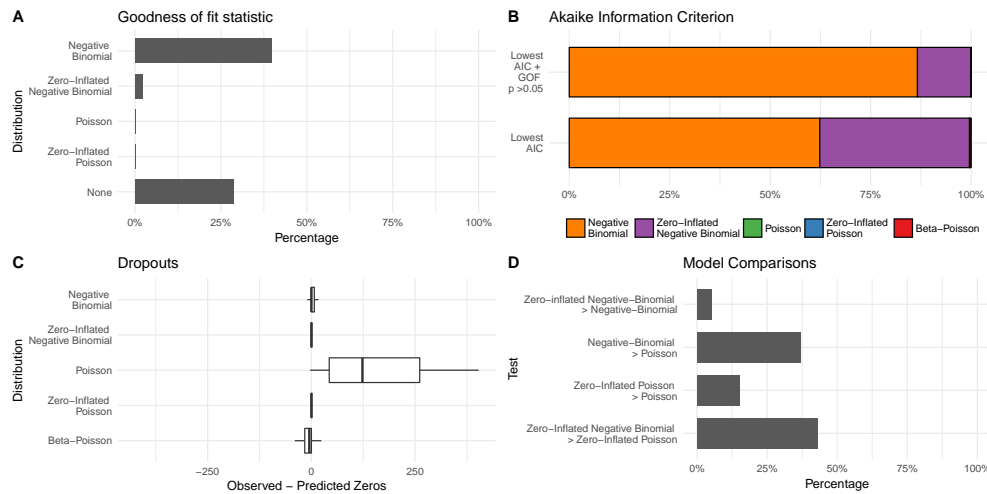 A
Goodness of fit statistic
Distribution
Negative
Binomial
Zero−Inflated
Negative Binomial
Poisson
Zero−Inflated
Poisson
None
0%
25%
50%
75%
100%
Percentage
B
Akaike Information Criterion
Lowest
AIC +
GOF
p >0.05
Lowest
AIC
0%
25%
50%
75%
100%
Negative
Binomial
Zero−Inflated
Negative Binomial
Poisson
Zero−Inflated
Poisson
Beta−Poisson
C
Dropouts
Distribution
Negative
Binomial
Zero−Inflated
Negative Binomial
Poisson
Zero−Inflated
Poisson
Beta−Poisson
−250
0
250
Observed − Predicted Zeros
D
Model Comparisons
Test
Zero−inflated Negative−Binomial
> Negative−Binomial
Negative−Binomial
> Poisson
Zero−Inflated Poisson
> Poisson
Zero−Inflated Negative Binomial
> Zero−Inflated Poisson
0%
25%
50%
75%
100%
Percentage